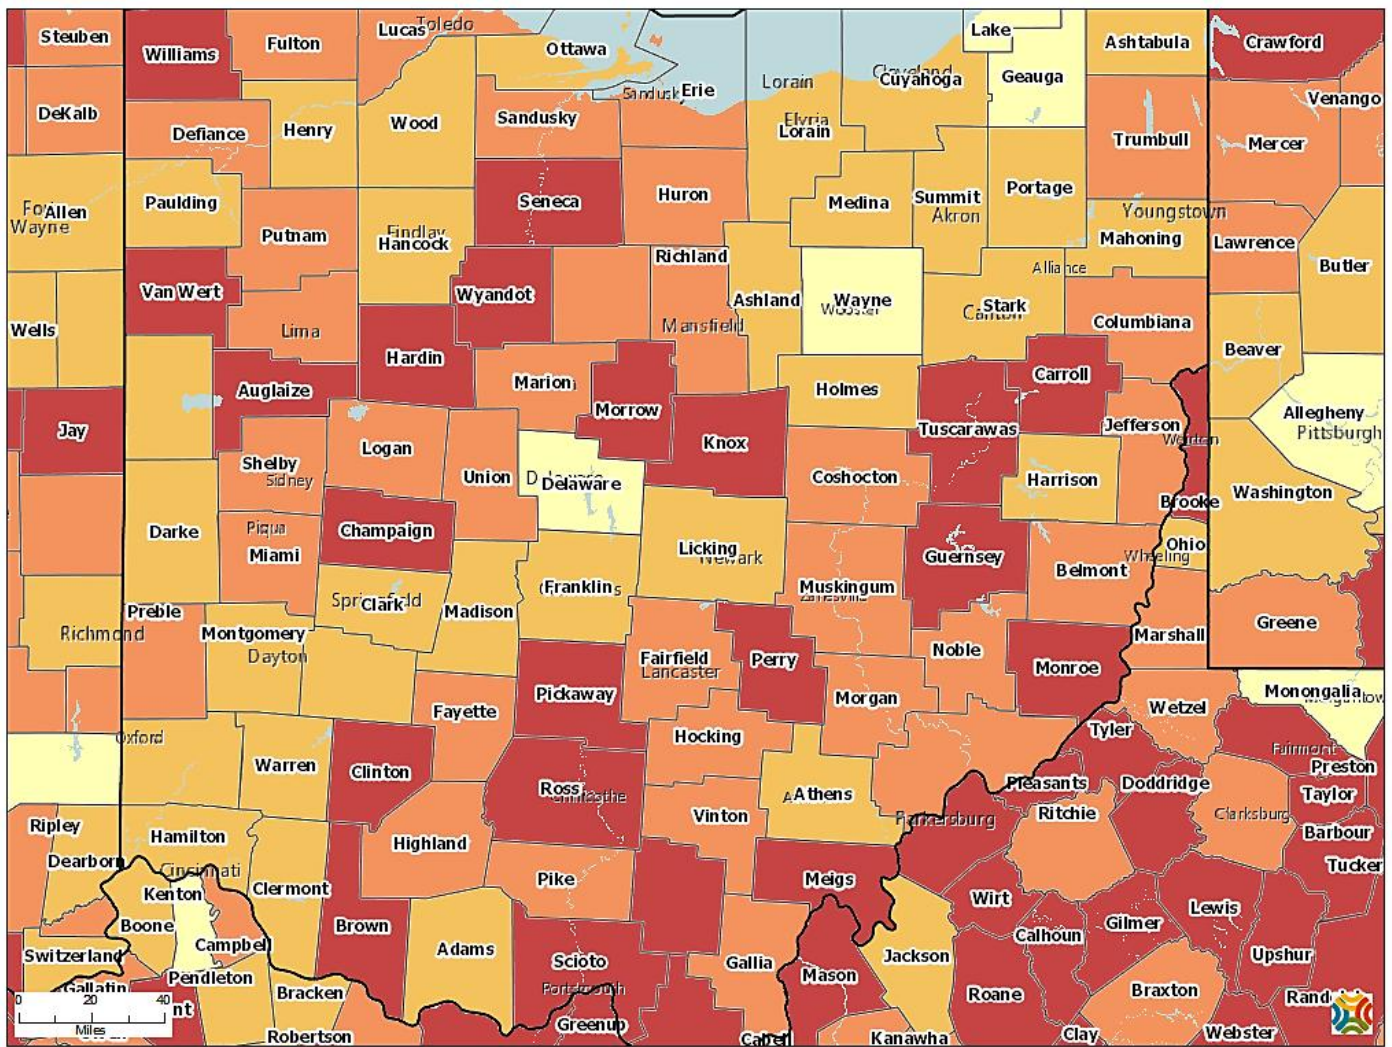 Steuben
Williams
Fulton
Lucas
Toledo
Ottawa
Lake
Ashtabula
Crawford
DeKalb
Defiance
Henry
Wood
Sandusky
Sandusk
Erie
Lorain
Elyria
Lorain
Cleveland
Cuyahoga
Geauga
Trumbull
Mercer
Venango
Allen
Wayne
Paulding
Putnam
Findlay
Hancock
Seneca
Huron
Medina
Summit
Akron
Portage
Youngstown
Mahoning
Lawrence
Butler
Wells
Van Wert
Lima
Wyandot
Richland
Mansfield
Ashland
Wayne
Wooster
Stark
Canton
Alliance
Columbiana
Beaver
Jay
Auglaize
Hardin
Marion
Morrow
Knox
Holmes
Tuscarawas
Carroll
Jefferson
Allegheny
Pittsburgh
Shelby
Sidney
Logan
Union
Delaware
Coshocton
Harrison
Brooke
Washington
Darke
Piqua
Miami
Champaign
Licking
Newark
Muskingum
Guernsey
Belmont
Wheeling
Ohio
Richmond
Preble
Montgomery
Dayton
Clark
Madison
Franklin
Fairfield
Lancaster
Perry
Morgan
Noble
Monroe
Marshall
Greene
Oxford
Warren
Clinton
Fayette
Pickaway
Ross
Hocking
Vinton
Athens
Wetzel
Tyler
Pleasants
Doddridge
Monongalia
Fairmont
Preston
Taylor
Ripley
Dearborn
Hamilton
Cincinnati
Clermont
Highland
Pike
Meigs
Parkersburg
Ritchie
Clarksburg
Barbour
Tucker
Kenton
Boone
Campbell
Switzerland
Pendleton
Bracken
Brown
Adams
Scioto
Portsmouth
Gallia
Mason
Jackson
Wirt
Calhoun
Gilmer
Lewis
Upshur
Gallatin
nt
Robertson
Greenup
Cabell
Kanawha
Roane
Clay
Braxton
Webster
Rand
0 20 40
Miles